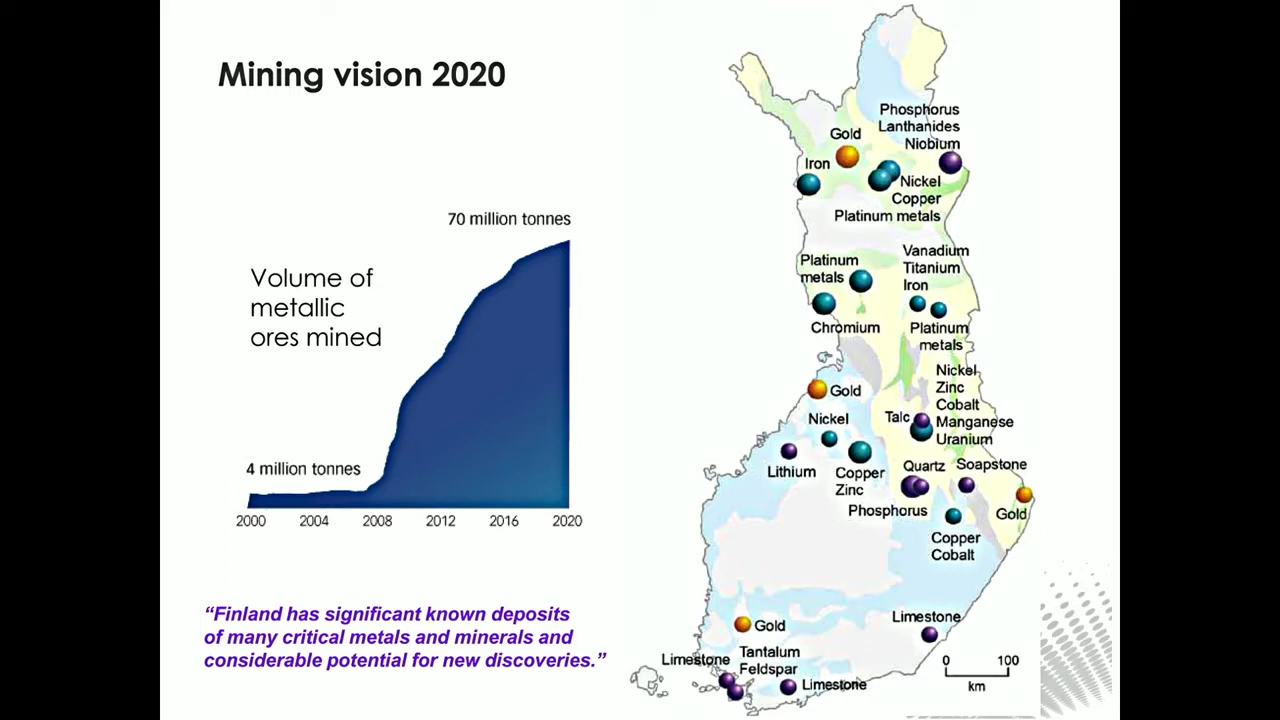 Mining vision 2020
70 million tonnes
Volume of
metallic
ores mined
4 million tonnes
2000 2004 2008 2012 2016 2020
“Finland has significant known deposits
of many critical metals and minerals and
considerable potential for new discoveries.”
Phosphorus
Lanthanides
Niobium
Gold
Iron
Nickel
Copper
Platinum metals
Platinum
metals
Vanadium
Titanium
Iron
Chromium
Platinum
metals
Gold
Nickel
Zinc
Cobalt
Manganese
Uranium
Talc
Nickel
Lithium
Copper
Zinc
Quartz
Soapstone
Phosphorus
Gold
Copper
Cobalt
Gold
Limestone
Limestone
Tantalum
Feldspar
Limestone
0 100
km